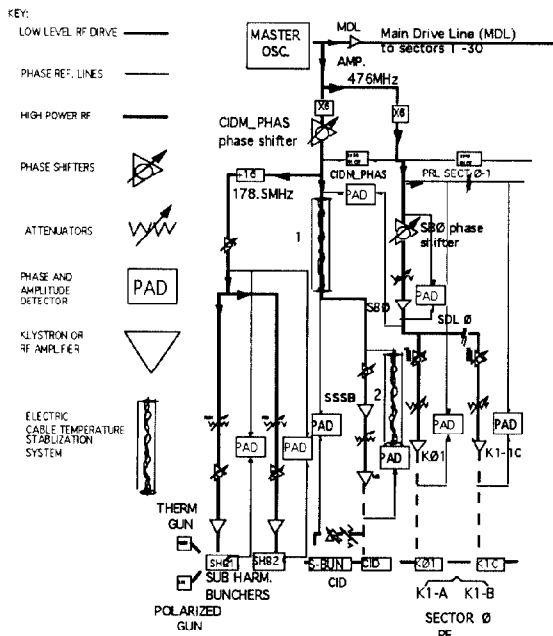 KEY:
LOW LEVEL RF DIRVE
PHASE REF. LINES
HIGH POWER RF
PHASE SHIFTERS
ATTENUATORS
PHASE AND
AMPLITUDE
DETECTOR
PAD
KLYSTRON OR
RF AMPLIFIER
ELECTRIC
CABLE TEMPERATURE
STABLIZATION
SYSTEM
MASTER
OSC.
MDL
AMP.
Main Drive Line (MDL)
to sectors 1 -30
476MHz
X6
X6
CIDM_PHAS
phase shifter
÷16
178.5MHz
CIDM_PHAS
PAD
PRL SECT Ø-1
SBØ phase
shifter
1
PAD
SBØ
SDL Ø
SSSB
2
PAD
PAD
PAD
PAD
PAD
PAD
KØ1
K1-1C
THERM
GUN
POLARIZED
GUN
SHB1
SHB2
SUB HARM.
BUNCHERS
S-BUN
CID
CID
KØ1
K1C
K1-A
K1-B
SECTOR Ø
RF